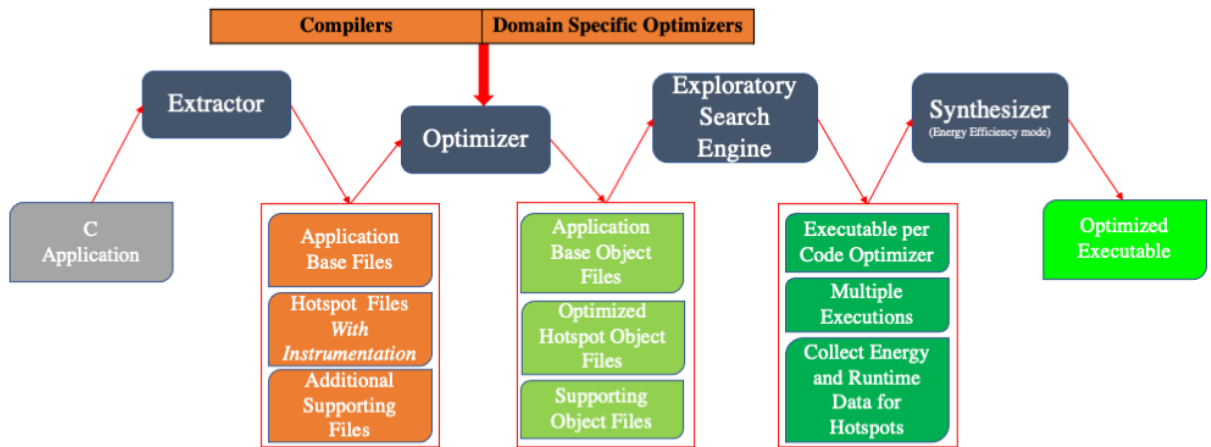 Compilers
Domain Specific Optimizers
Extractor
Optimizer
Exploratory
Search
Engine
Synthesizer
(Energy Efficiency mode)
C
Application
Application
Base Files
Hotspot Files
With
Instrumentation
Additional
Supporting
Files
Application
Base Object
Files
Optimized
Hotspot Object
Files
Supporting
Object Files
Executable per
Code Optimizer
Multiple
Executions
Collect Energy
and Runtime
Data for
Hotspots
Optimized
Executable